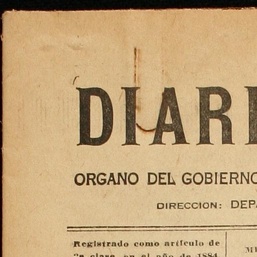 DIARI
ORGANO DEL GOBIERNO
DIRECCION: DEPA
Registrado como artículo de
2a clase, en el año de 1884